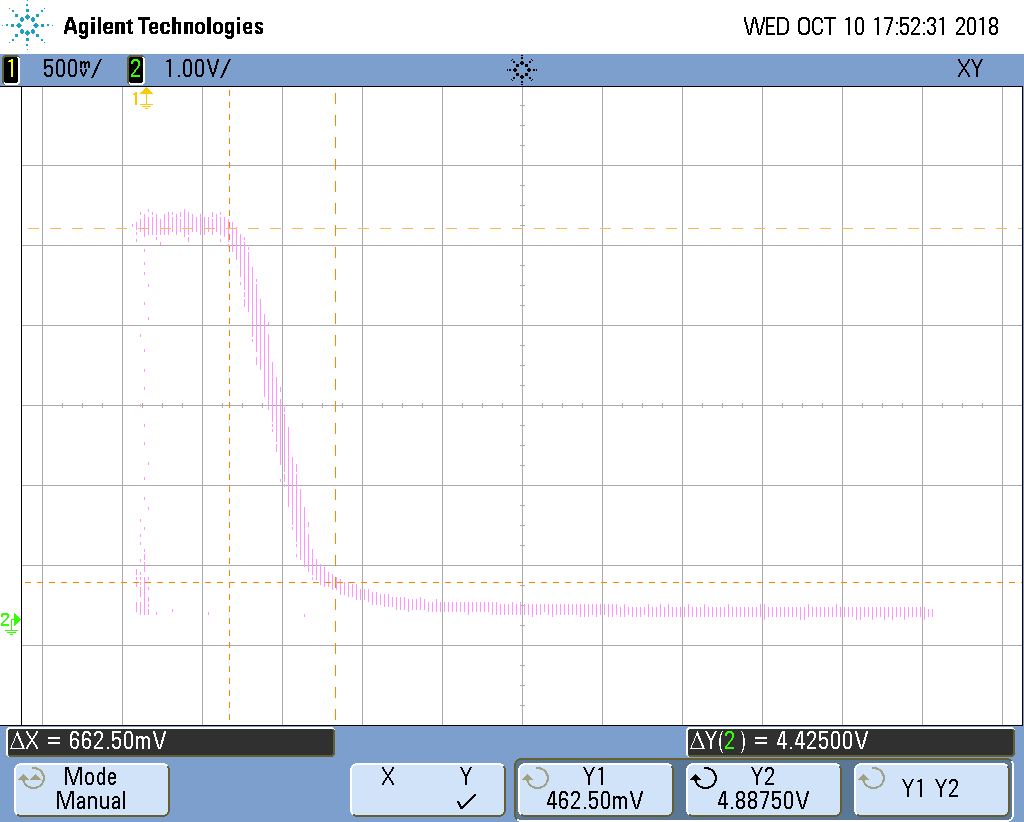 Agilent Technologies
WED OCT 10 17:52:31 2018
1 500mV/ 2 1.00V/ XY
1
2
ΔX = 662.50mV
ΔY(2) = 4.42500V
Mode
Manual
X Y
Y1
462.50mV
Y2
4.88750V
Y1 Y2